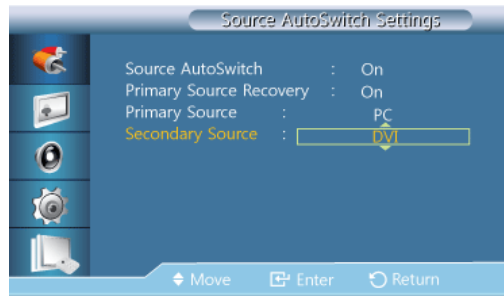 Source AutoSwitch Settings
Source AutoSwitch : On
Primary Source Recovery : On
Primary Source : PC
Secondary Source : DVI
Move Enter Return